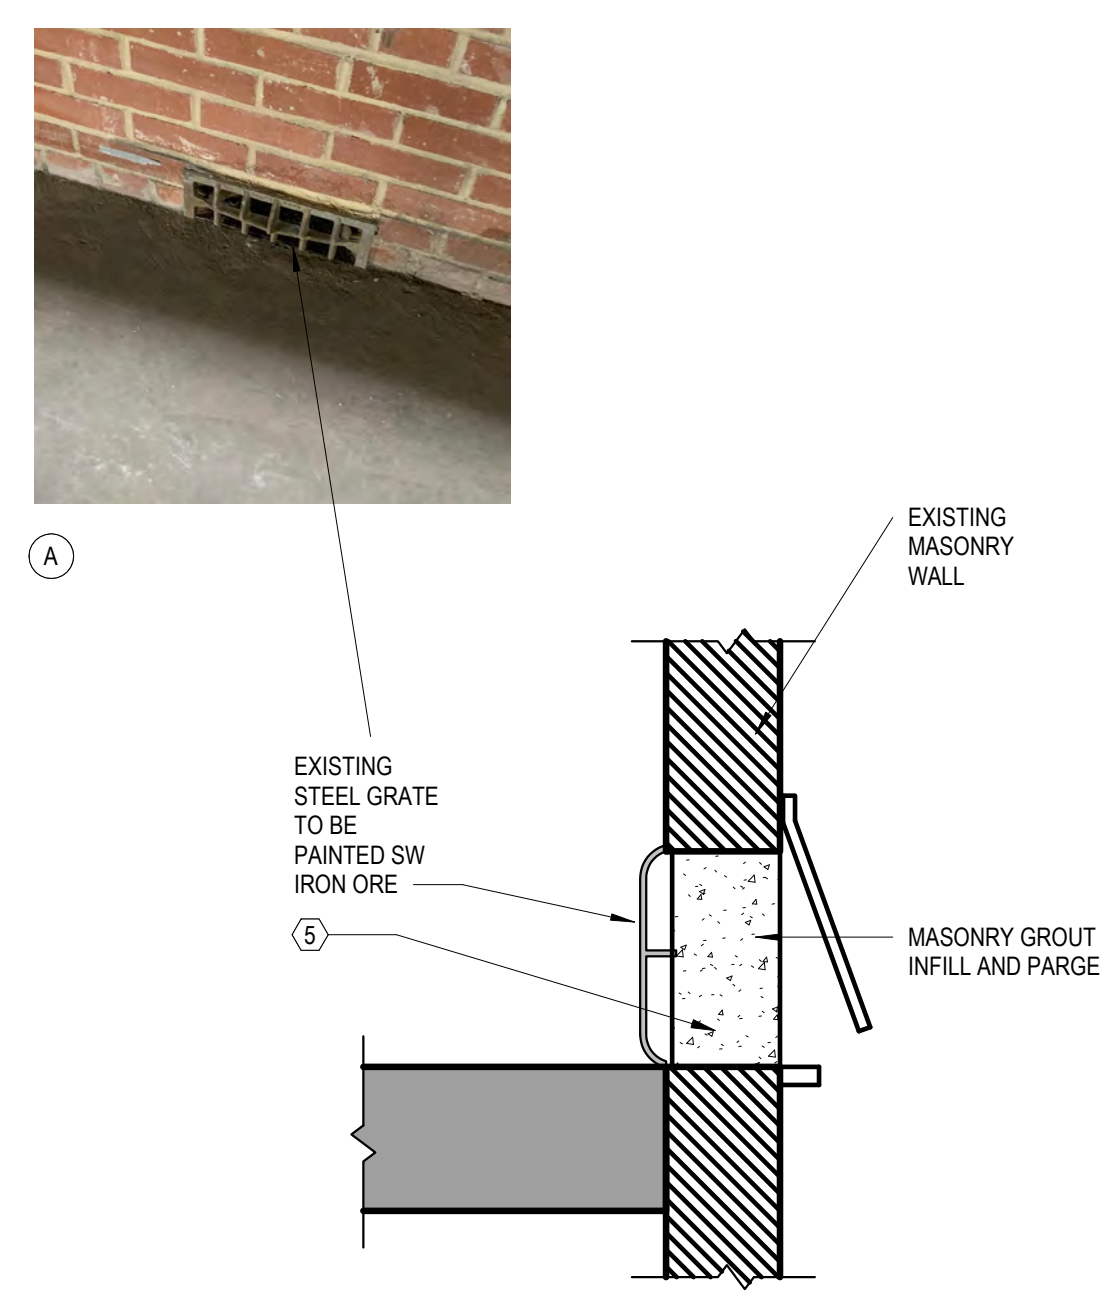 A
EXISTING
MASONRY
WALL
EXISTING
STEEL GRATE
TO BE
PAINTED SW
IRON ORE
5
MASONRY GROUT
INFILL AND PARGE